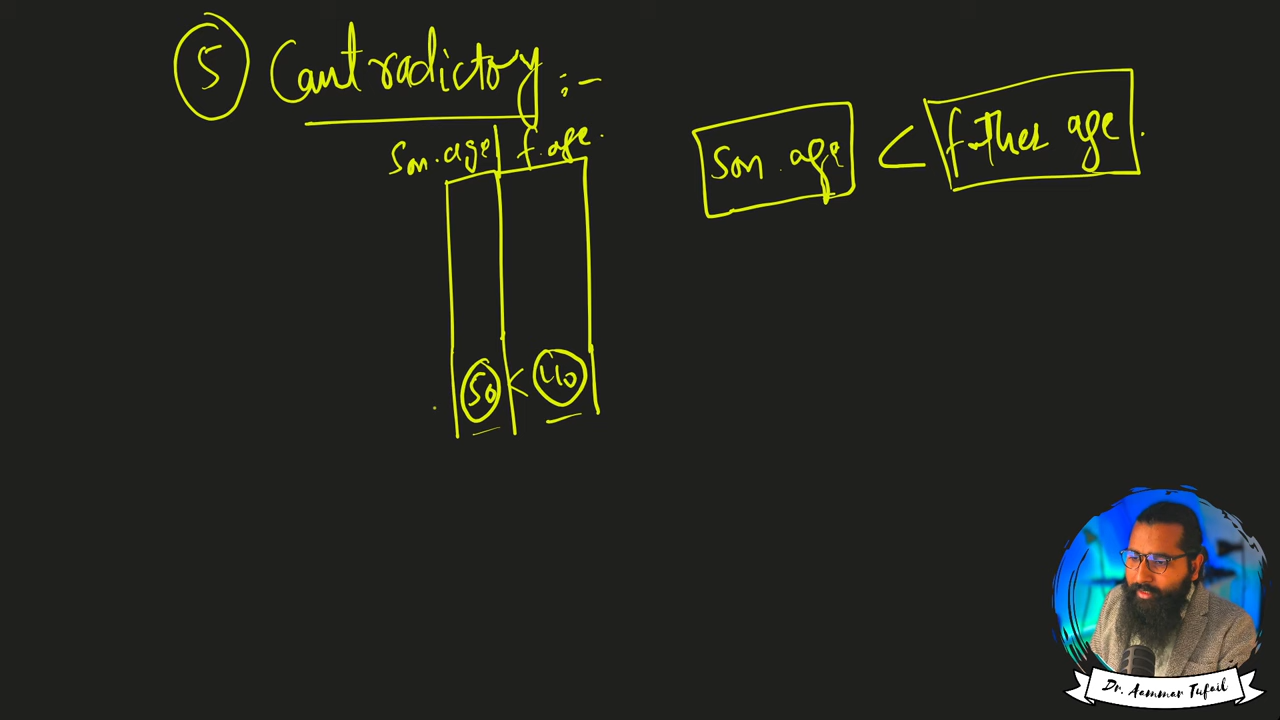 5 Contradictory :-
Son. age f. age.
Son. age < father age.
50 < 40
Dr. Aammar Tufail